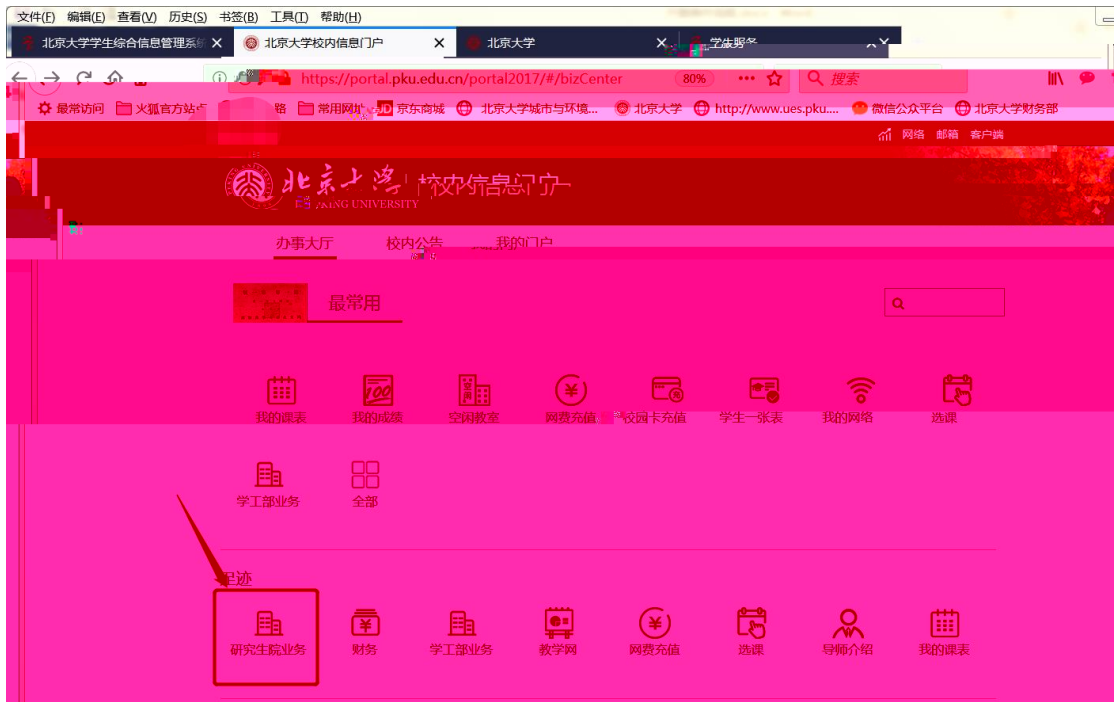 文件(F) 编辑(E) 查看(V) 历史(S) 书签(B) 工具(T) 帮助(H)
北京大学学生综合信息管理系统 北京大学校内信息门户 北京大学 学生服务
https://portal.pku.edu.cn/portal2017/#/bizCenter 80% 搜索
最常访问 火狐官方站点 常用网址 JD 京东商城 北京大学城市与环境... 北京大学 http://www.ues.pku.... 微信公众平台 北京大学财务部
网络 邮箱 客户端
北京大学 校内信息门户
PEKING UNIVERSITY
办事大厅 校内公告 我的门户
最常用
我的课表 我的成绩 空闲教室 网费充值 校园卡充值 学生一张表 我的网络 选课
学工部业务 全部
足迹
研究生院业务 财务 学工部业务 教学网 网费充值 选课 导师介绍 我的课表